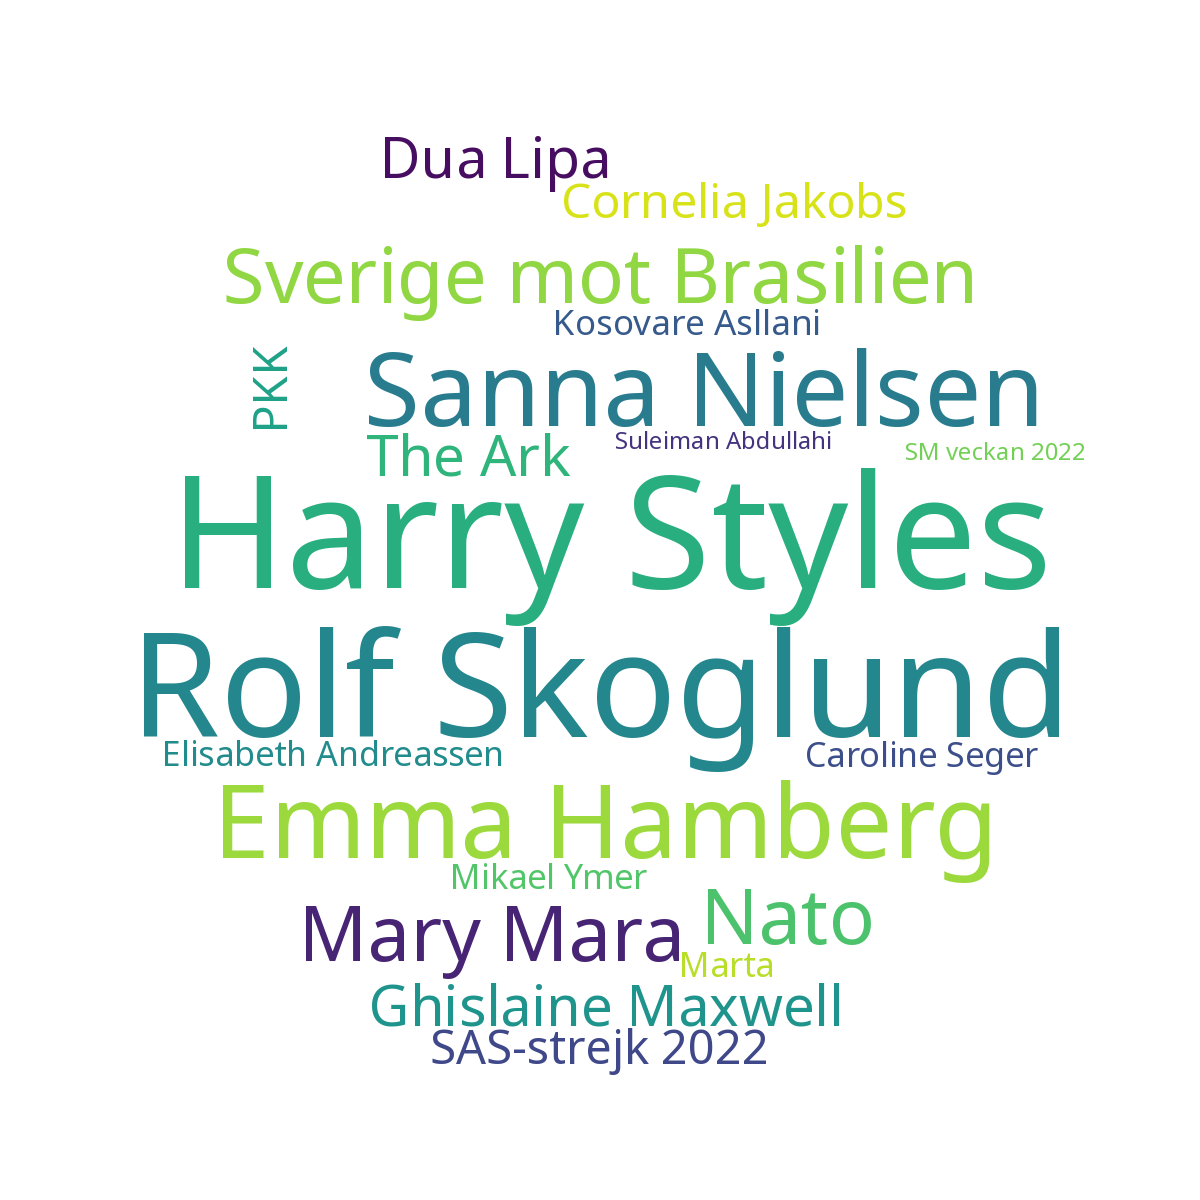 Dua Lipa
Cornelia Jakobs
Sverige mot Brasilien
Kosovare Asllani
PKK
Sanna Nielsen
The Ark
Suleiman Abdullahi
SM veckan 2022
Harry Styles
Rolf Skoglund
Elisabeth Andreassen
Caroline Seger
Emma Hamberg
Mikael Ymer
Nato
Mary Mara
Marta
Ghislaine Maxwell
SAS-strejk 2022